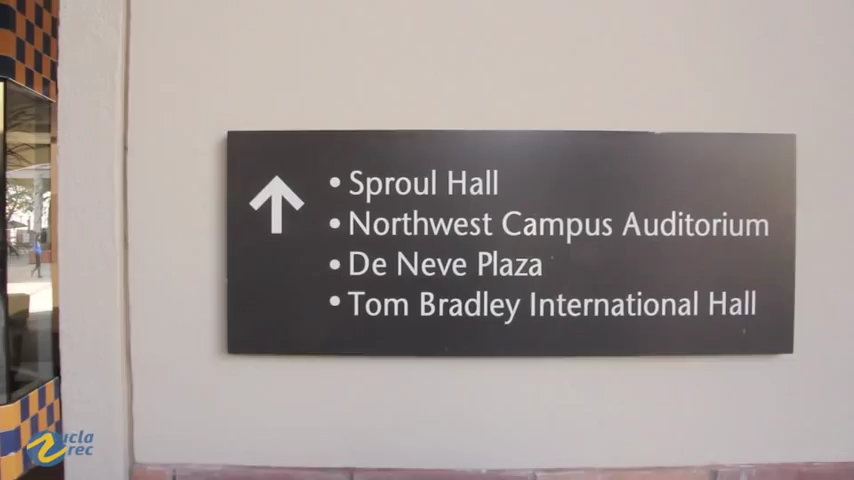 • Sproul Hall
• Northwest Campus Auditorium
• De Neve Plaza
• Tom Bradley International Hall
ucla
rec